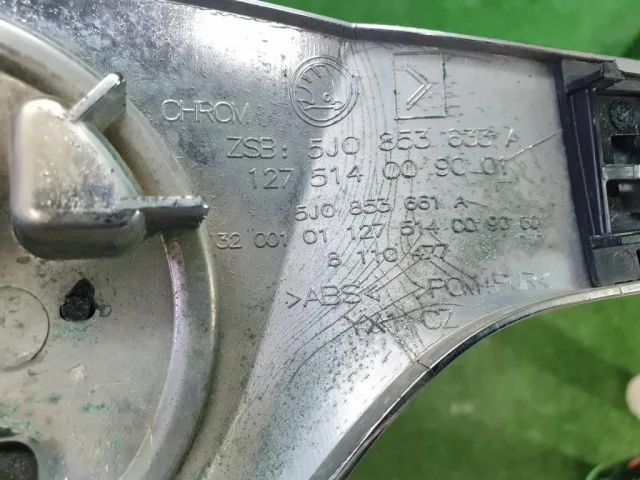 CHROM
ZSB: 5J0 853 633 A
127 514 00 90 01
5J0 853 661 A
32 001 01 127 514 00 90 60
8 110 477
>ABS<
CZ